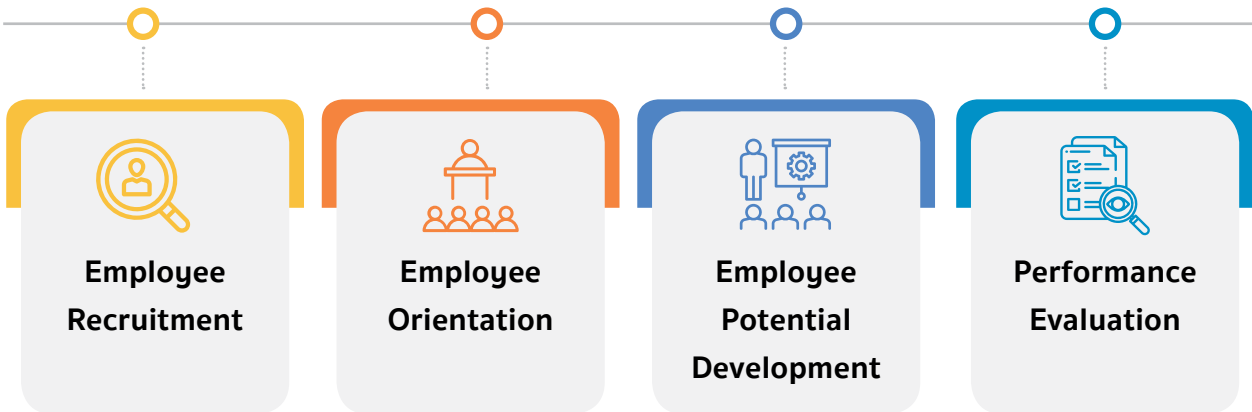 Employee
Recruitment
Employee
Orientation
Employee
Potential
Development
Performance
Evaluation